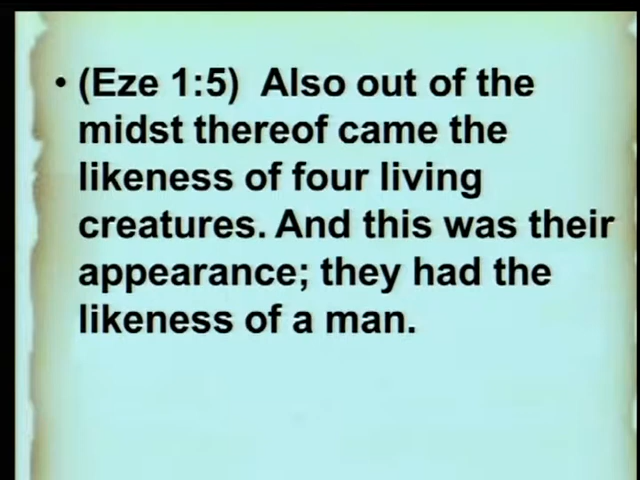 • (Eze 1:5)  Also out of the
midst thereof came the
likeness of four living
creatures. And this was their
appearance; they had the
likeness of a man.